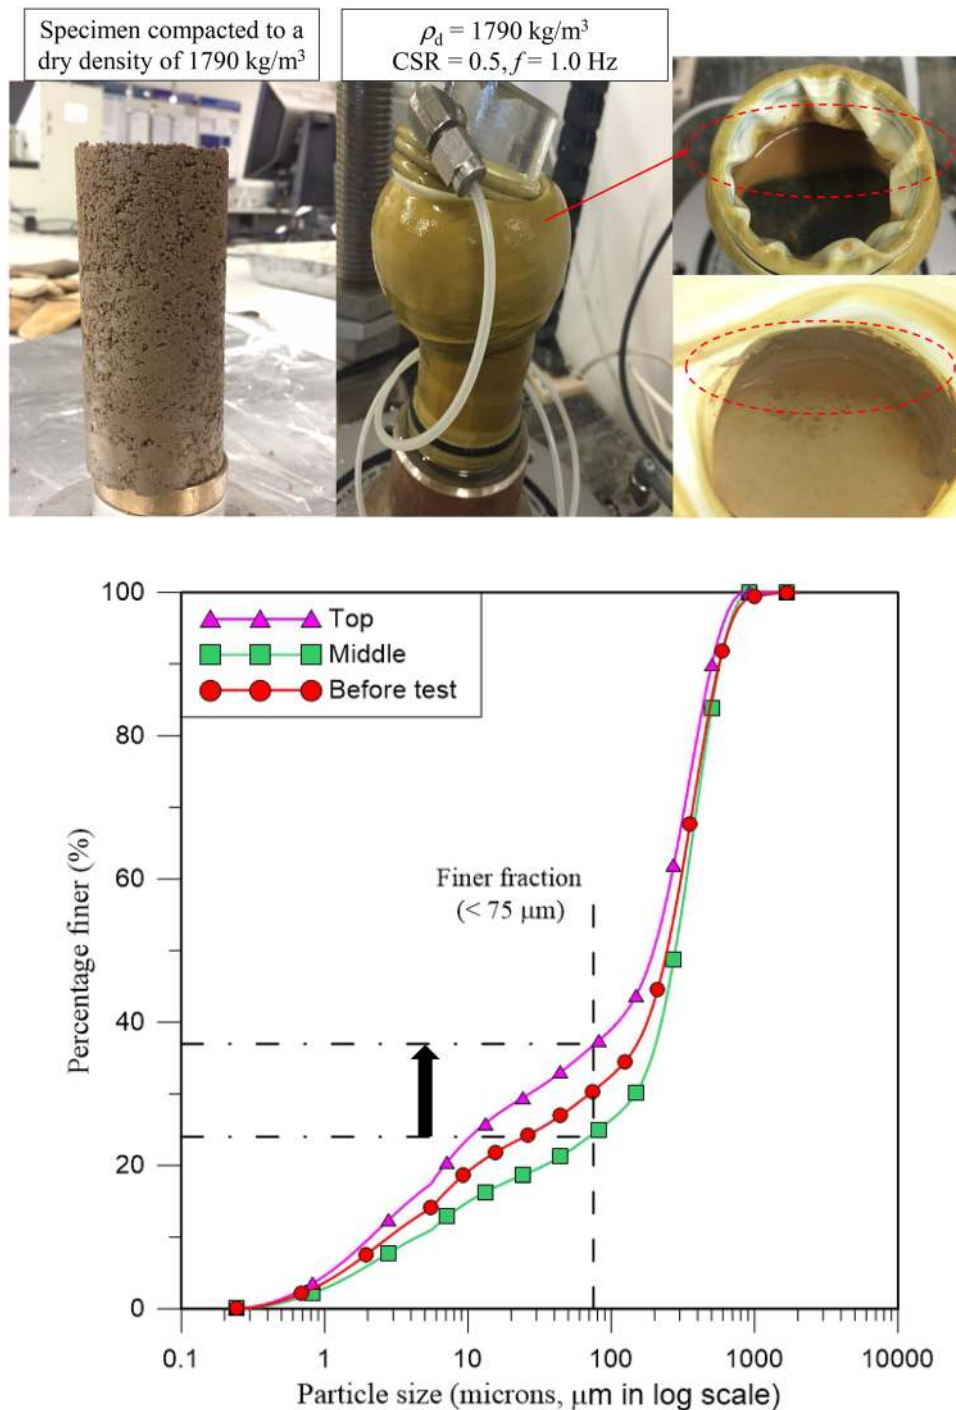 Specimen compacted to a
dry density of 1790 kg/m³
ρd = 1790 kg/m³
CSR = 0.5, f = 1.0 Hz
100
80
60
40
20
0
Percentage finer (%)
Top
Middle
Before test
Finer fraction
(< 75 μm)
0.1
1
10
100
1000
10000
Particle size (microns, μm in log scale)